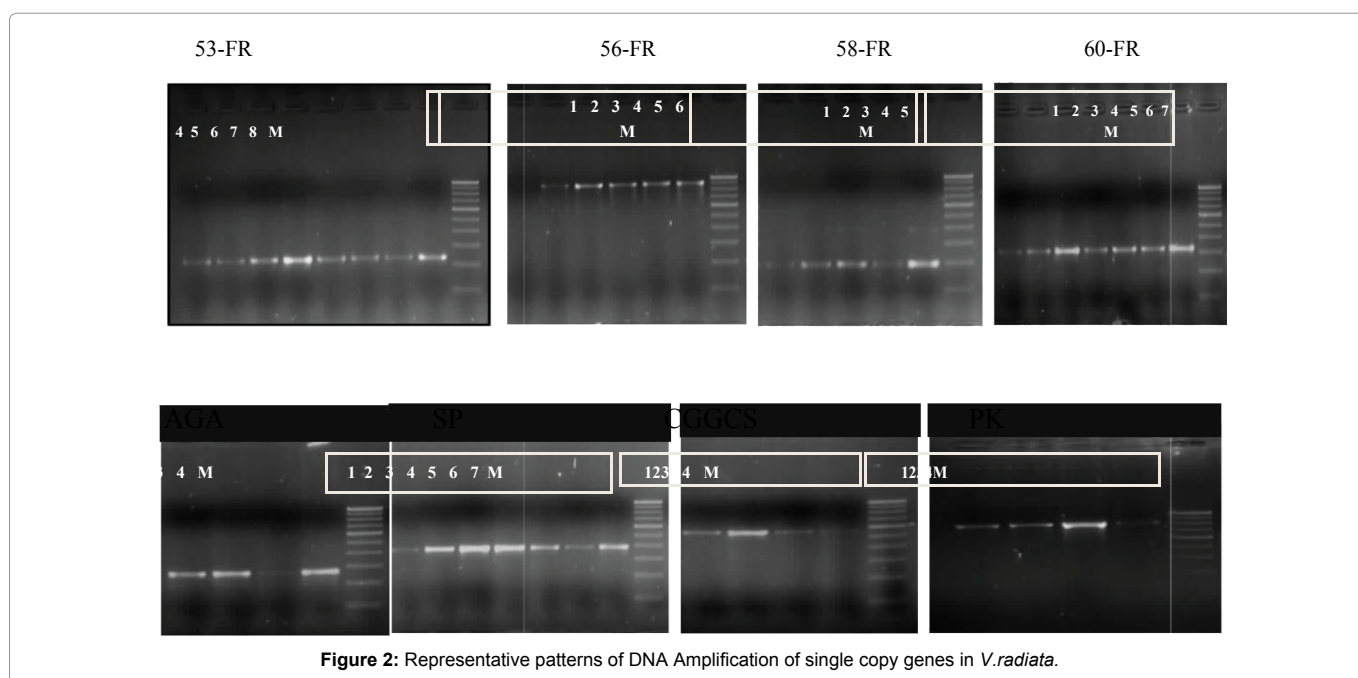 53-FR 56-FR 58-FR 60-FR
1 2 3 4 5 6 1 2 3 4 5 1 2 3 4 5 6 7
4 5 6 7 8 M M M M
AGA SP CGGCS PK
4 M 1 2 3 4 5 6 7 M 123 4 M
Figure 2: Representative patterns of DNA Amplification of single copy genes in V.radiata.